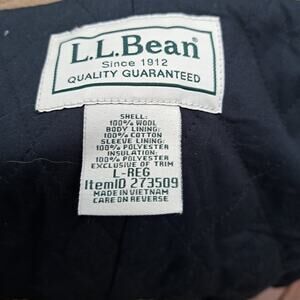 L.L.Bean
Since 1912
QUALITY GUARANTEED
SHELL:
100% WOOL
BODY LINING:
100% COTTON
SLEEVE LINING:
100% POLYESTER
INSULATION:
100% POLYESTER
EXCLUSIVE OF TRIM
L-REG
ItemID 273509
MADE IN VIETNAM
CARE ON REVERSE